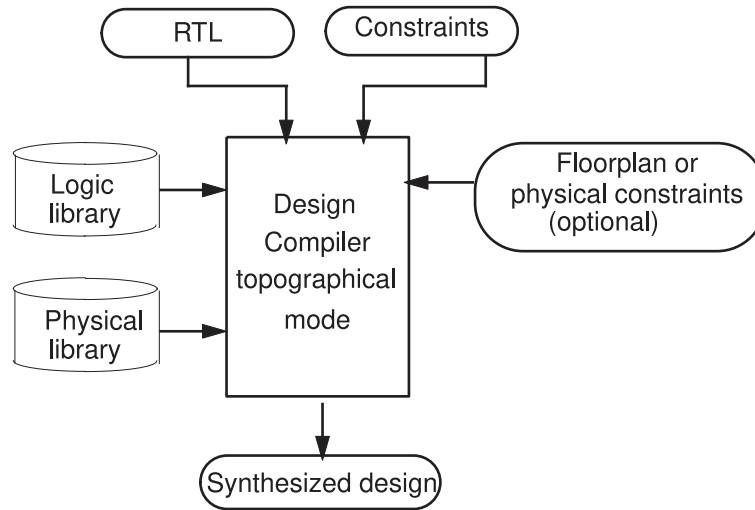 RTL
Constraints
Logic
library
Physical
library
Design
Compiler
topographical
mode
Floorplan or
physical constraints
(optional)
Synthesized design